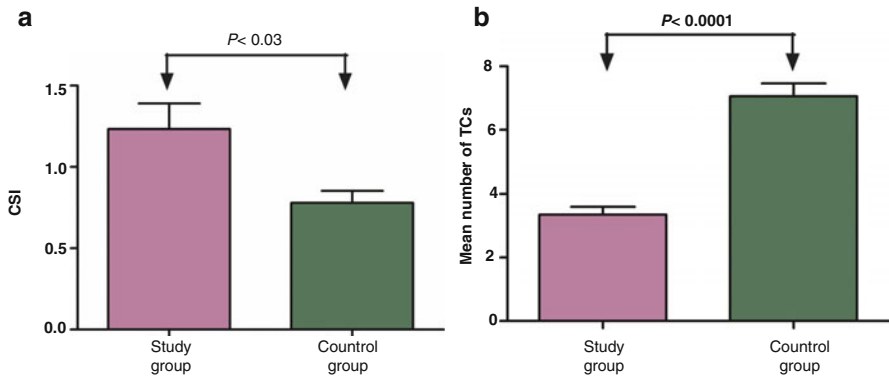 a
P< 0.03
1.5
1.0
0.5
0.0
CSI
Study
group
Countrol
group
b
P< 0.0001
8
6
4
2
0
Mean number of TCs
Study
group
Countrol
group